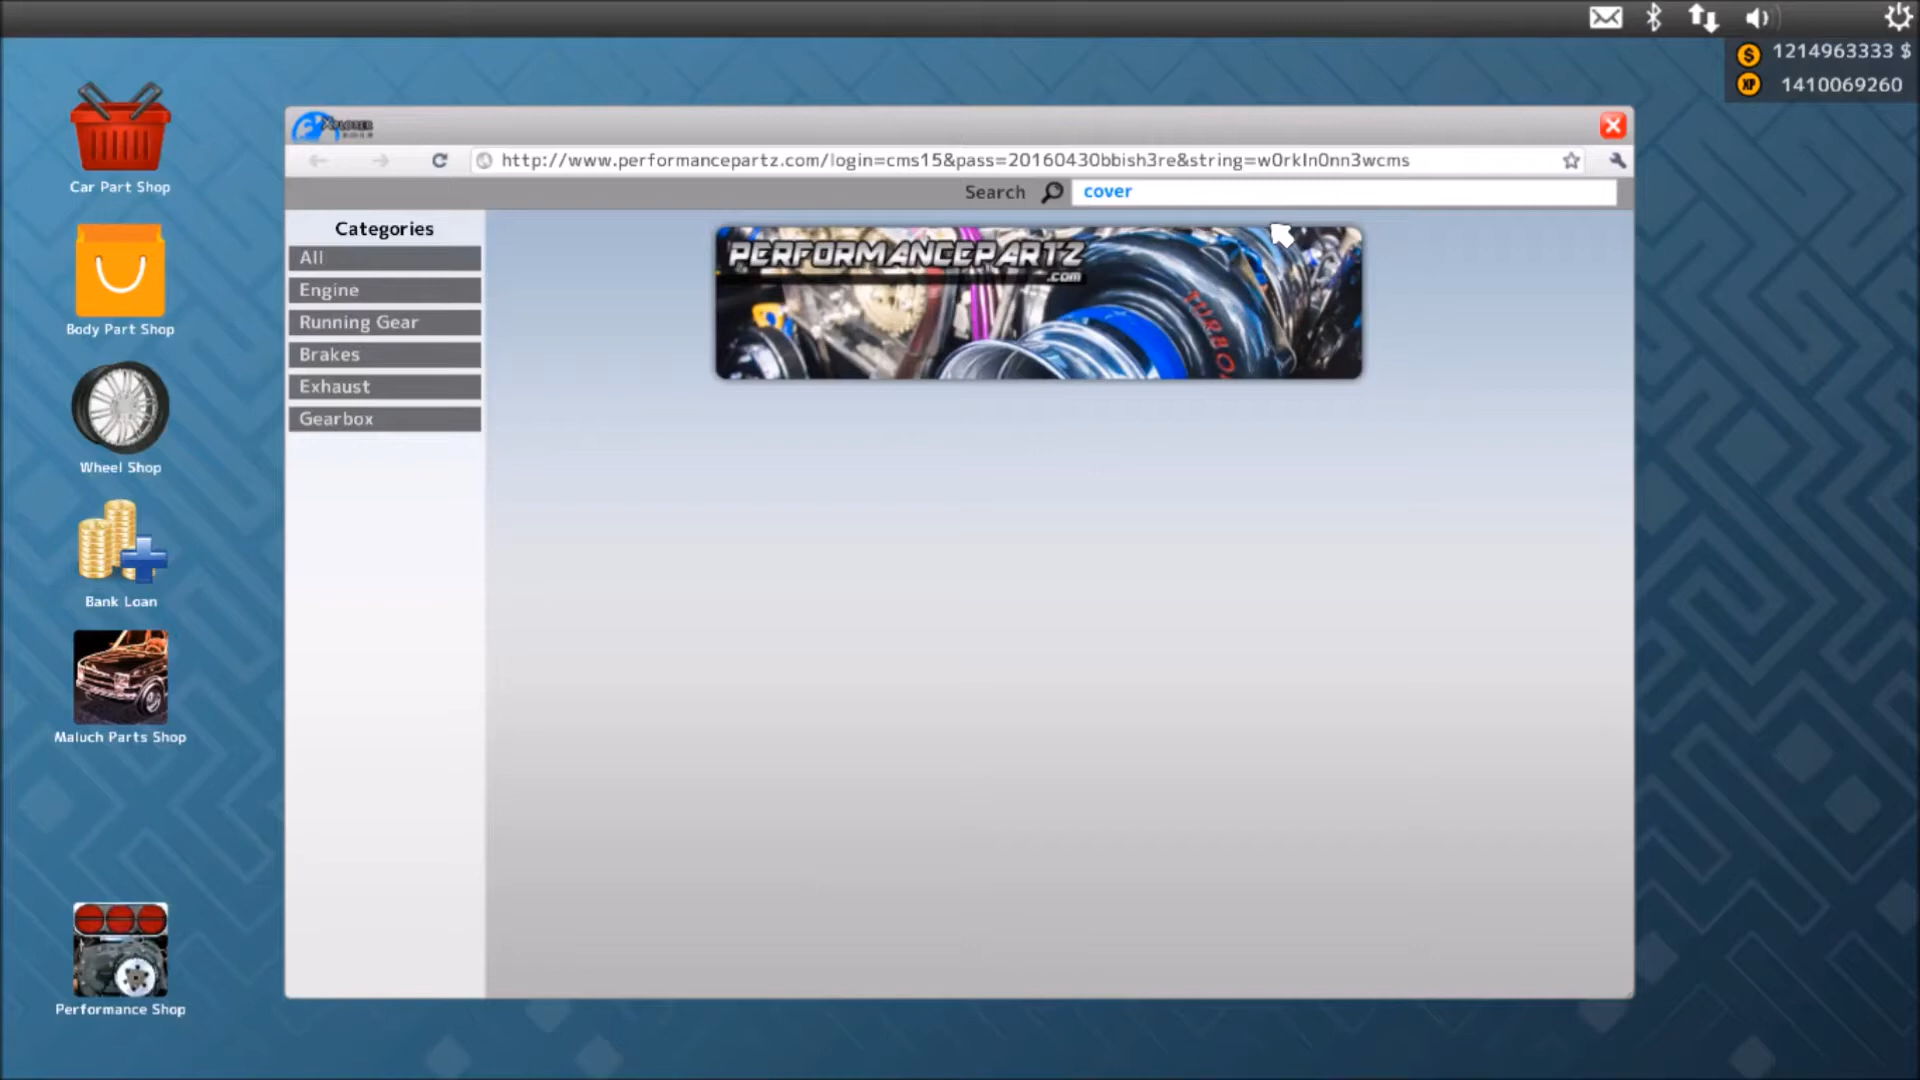 1214963333 $
XP 1410069260
Car Part Shop
Body Part Shop
Wheel Shop
Bank Loan
Maluch Parts Shop
Performance Shop
XPLORER
http://www.performancepartz.com/login=cms15&pass=20160430bbish3re&string=w0rkIn0nn3wcms
Search cover
Categories
All
Engine
Running Gear
Brakes
Exhaust
Gearbox
PERFORMANCEPARTZ
.com
TURBO